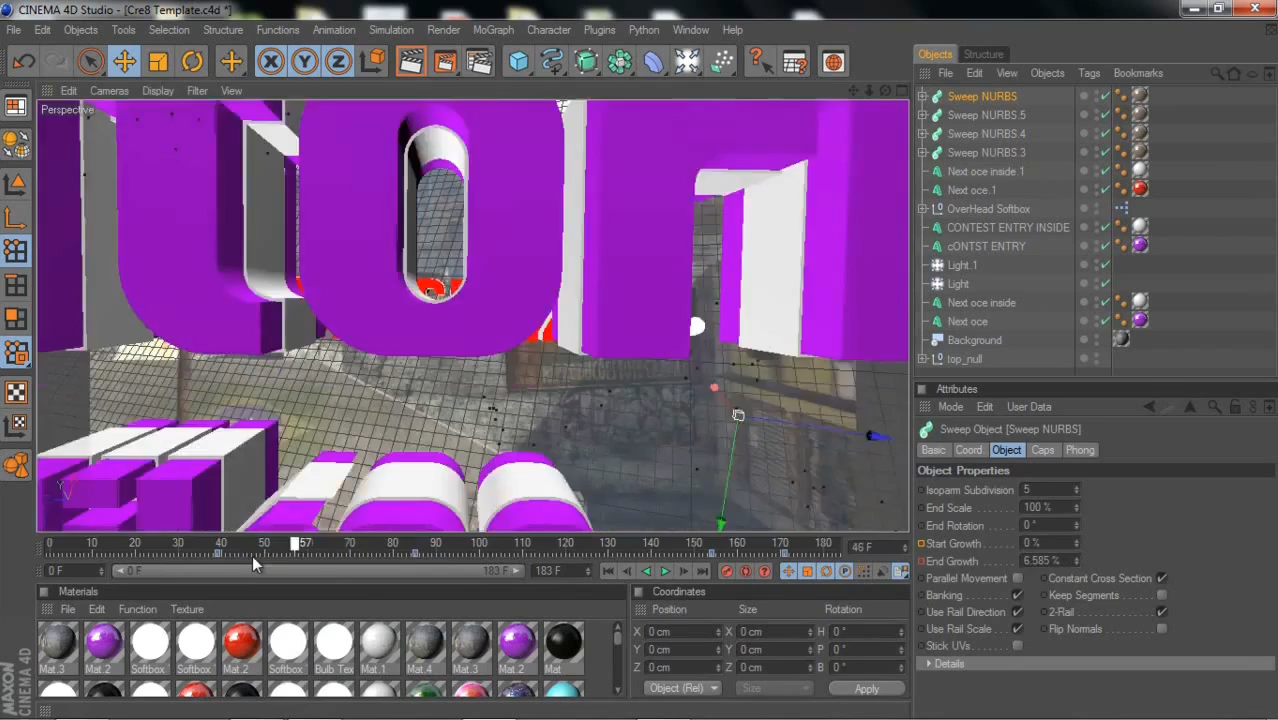 CINEMA 4D Studio - [Cre8 Template.c4d *]
File Edit Objects Tools Selection Functions Animation Structure Render MoGraph Character Plugins Python Window Help
Edit Cameras Display Filter View
Perspective
Objects Structure
File Edit View Objects Tags Bookmarks
Sweep NURBS
Sweep NURBS.5
Sweep NURBS.4
Sweep NURBS.3
Next oce inside.1
Next oce.1
OverHead Softbox
CONTEST ENTRY INSIDE
cONTST ENTRY
Light.1
Light
Next oce inside
Next oce
Background
top_null
Attributes
Mode Edit User Data
Sweep Object [Sweep NURBS]
Basic Coord Object Caps Phong
Object Properties
Isoparm Subdivision 5
End Scale 100 %
End Rotation 0 °
Start Growth 0 %
End Growth 6.585 %
Parallel Movement Constant Cross Section
Banking Keep Segments
Use Rail Direction 2-Rail
Use Rail Scale Flip Normals
Stick UVs
Details
0 10 20 30 40 50 57 70 80 90 100 110 120 130 140 150 160 170 180 46 F
0 F 0 F 183 F 183 F
Materials
File Edit Function Texture
Mat.3 Mat.2 Softbox Softbox Mat.2 Softbox Bulb Tex Mat.1 Mat.4 Mat.3 Mat.2 Mat
Coordinates
Position Size Rotation
X 0 cm X 0 cm H 0 °
Y 0 cm Y 0 cm P 0 °
Z 0 cm Z 0 cm B 0 °
Object (Rel) Size Apply
MAXON
CINEMA 4D